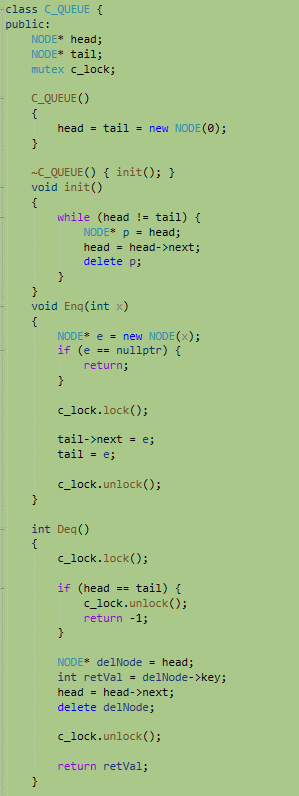 class C_QUEUE {
public:
    NODE* head;
    NODE* tail;
    mutex c_lock;

    C_QUEUE()
    {
        head = tail = new NODE(0);
    }

    ~C_QUEUE() { init(); }
    void init()
    {
        while (head != tail) {
            NODE* p = head;
            head = head->next;
            delete p;
        }
    }
    void Enq(int x)
    {
        NODE* e = new NODE(x);
        if (e == nullptr) {
            return;
        }

        c_lock.lock();

        tail->next = e;
        tail = e;

        c_lock.unlock();
    }

    int Deq()
    {
        c_lock.lock();

        if (head == tail) {
            c_lock.unlock();
            return -1;
        }

        NODE* delNode = head;
        int retVal = delNode->key;
        head = head->next;
        delete delNode;

        c_lock.unlock();

        return retVal;
    }